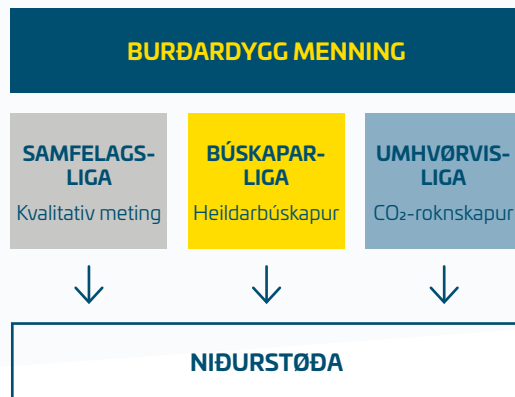 BURÐARDYGG MENNING
SAMFELAGS-
LIGA
Kvalitativ meting
BÚSKAPAR-
LIGA
Heildarbúskapur
UMHVØRVIS-
LIGA
CO₂-roknskapur
NIÐURSTØÐA